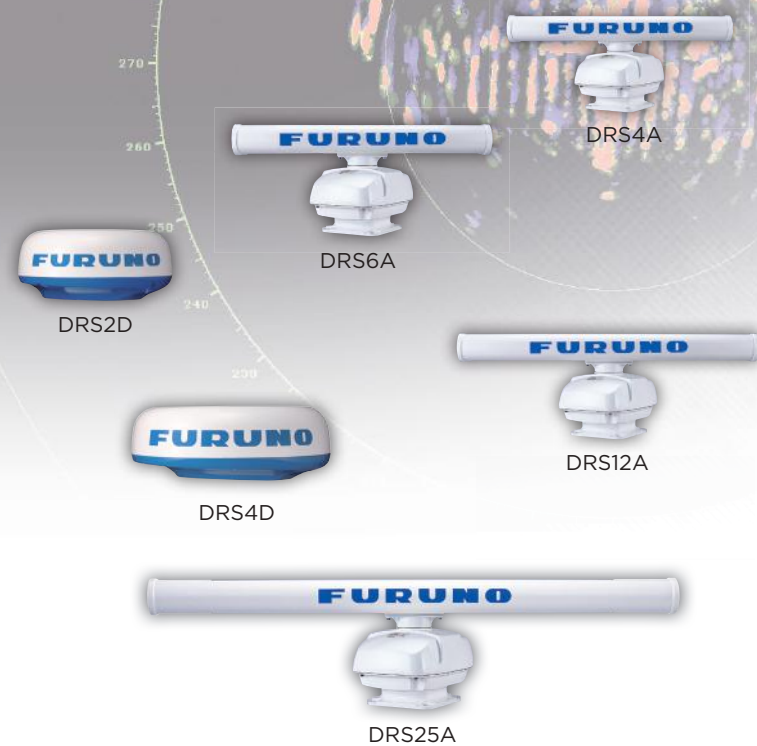 FURUNO
DRS4A
270
FURUNO
DRS6A
260
250
FURUNO
DRS2D
240
FURUNO
DRS12A
230
FURUNO
DRS4D
FURUNO
DRS25A